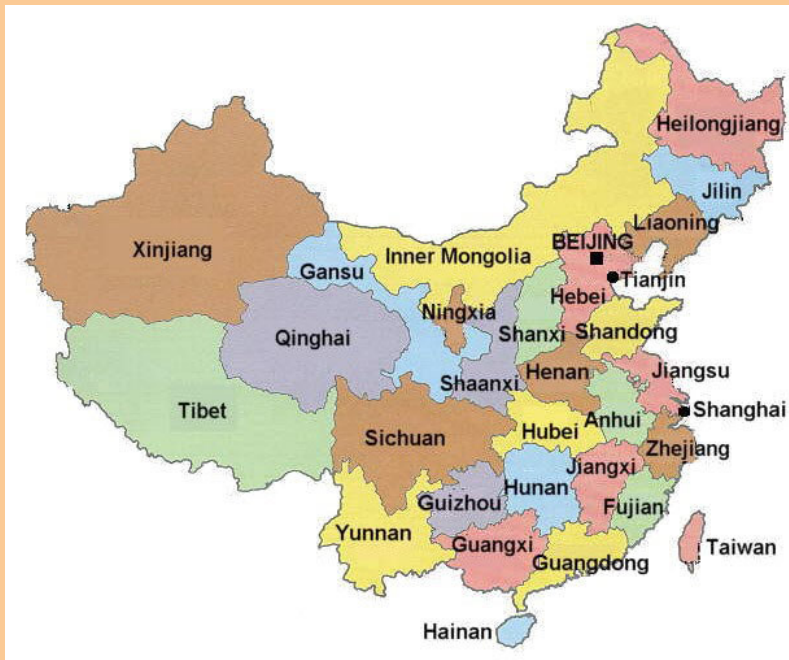 Heilongjiang
Jilin
Liaoning
BEIJING
Xinjiang
Inner Mongolia
Gansu
Tianjin
Hebei
Ningxia
Shandong
Shanxi
Qinghai
Henan
Jiangsu
Shaanxi
Tibet
Shanghai
Anhui
Sichuan
Hubei
Zhejiang
Jiangxi
Hunan
Guizhou
Fujian
Yunnan
Guangxi
Taiwan
Guangdong
Hainan